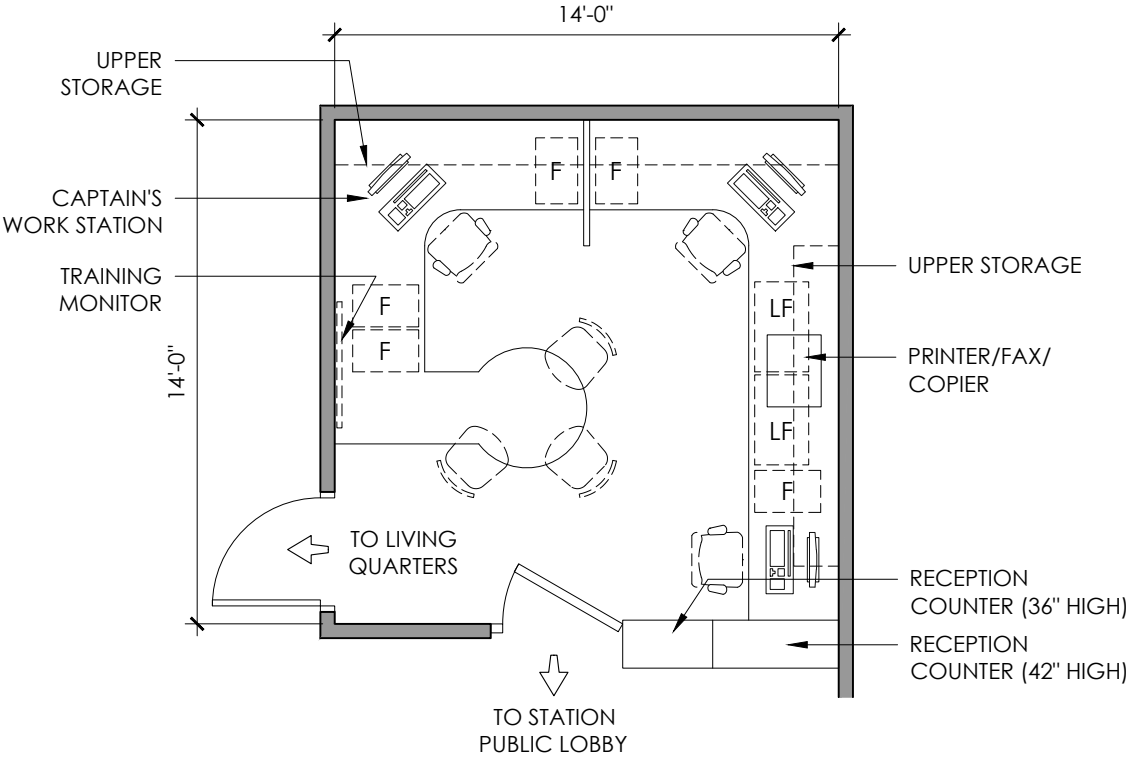 14'-0"
UPPER
STORAGE
CAPTAIN'S
WORK STATION
TRAINING
MONITOR
14'-0"
F
F
F
F
LF
LF
F
UPPER STORAGE
PRINTER/FAX/
COPIER
TO LIVING
QUARTERS
RECEPTION
COUNTER (36" HIGH)
RECEPTION
COUNTER (42" HIGH)
TO STATION
PUBLIC LOBBY